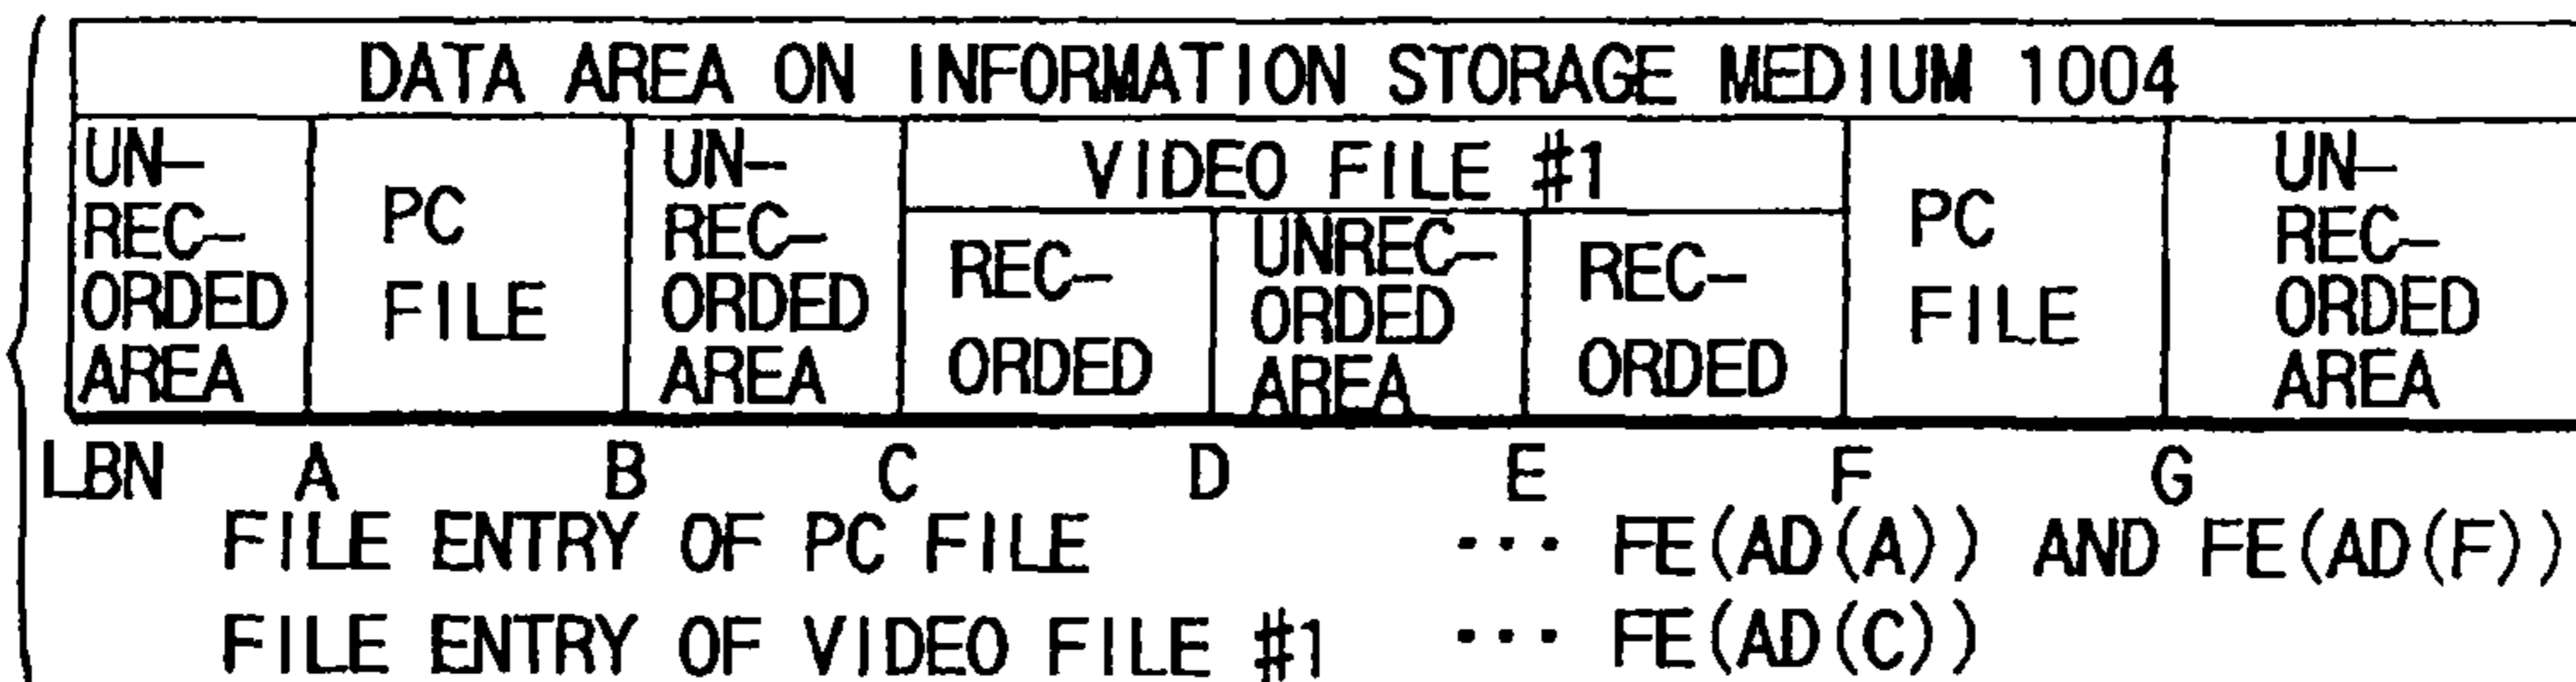 DATA AREA ON INFORMATION STORAGE MEDIUM 1004
UN-
REC-
ORDED
AREA
PC
FILE
UN-
REC-
ORDED
AREA
VIDEO FILE #1
REC-
ORDED
UNREC-
ORDED
AREA
REC-
ORDED
PC
FILE
UN-
REC-
ORDED
AREA
LBN A B C D E F G
FILE ENTRY OF PC FILE ... FE(AD(A)) AND FE(AD(F))
FILE ENTRY OF VIDEO FILE #1 ... FE(AD(C))